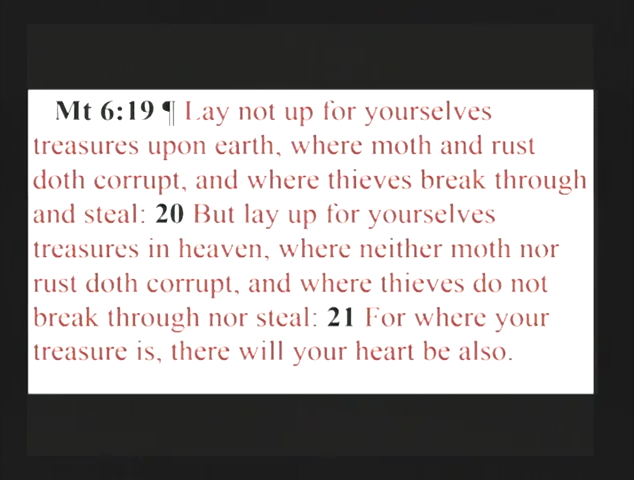 Mt 6:19 ¶ Lay not up for yourselves
treasures upon earth, where moth and rust
doth corrupt, and where thieves break through
and steal: 20 But lay up for yourselves
treasures in heaven, where neither moth nor
rust doth corrupt, and where thieves do not
break through nor steal: 21 For where your
treasure is, there will your heart be also.